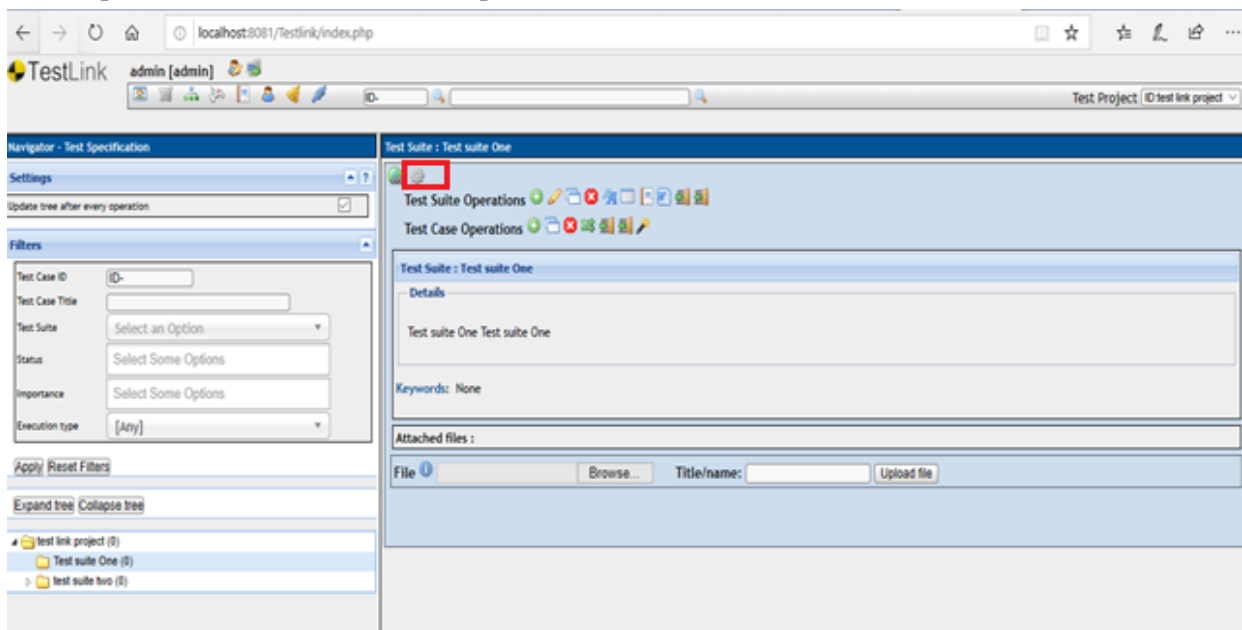 localhost:8081/Testlink/index.php
TestLink admin [admin]
ID-
Test Project ID:test link project
Navigator - Test Specification
Settings
?
Update tree after every operation
Filters
Test Case ID ID-
Test Case Title
Test Suite Select an Option
Status Select Some Options
Importance Select Some Options
Execution type [Any]
Apply Reset Filters
Expand tree Collapse tree
test link project (0)
Test suite One (0)
test suite two (0)
Test Suite : Test suite One
Test Suite Operations
Test Case Operations
Test Suite : Test suite One
Details
Test suite One Test suite One
Keywords: None
Attached files :
File Browse... Title/name: Upload file